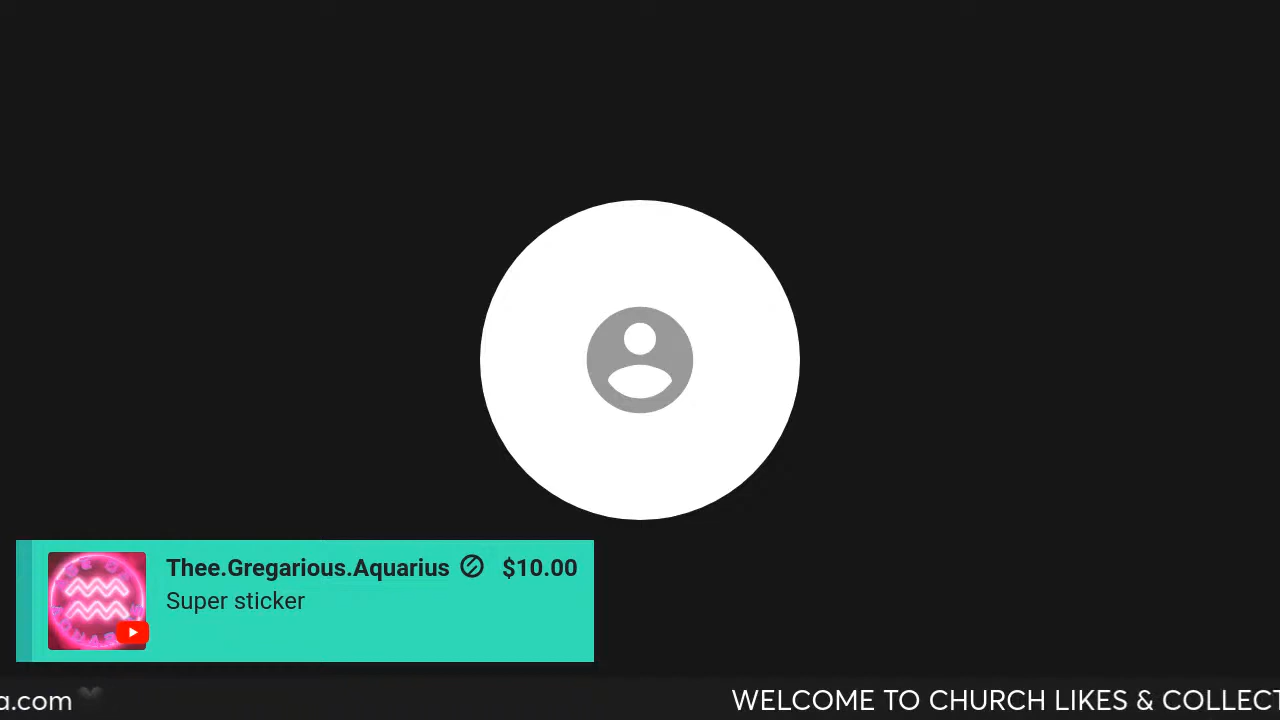 Thee.Gregarious.Aquarius $10.00
Super sticker
a.com 🖤 WELCOME TO CHURCH LIKES & COLLECT